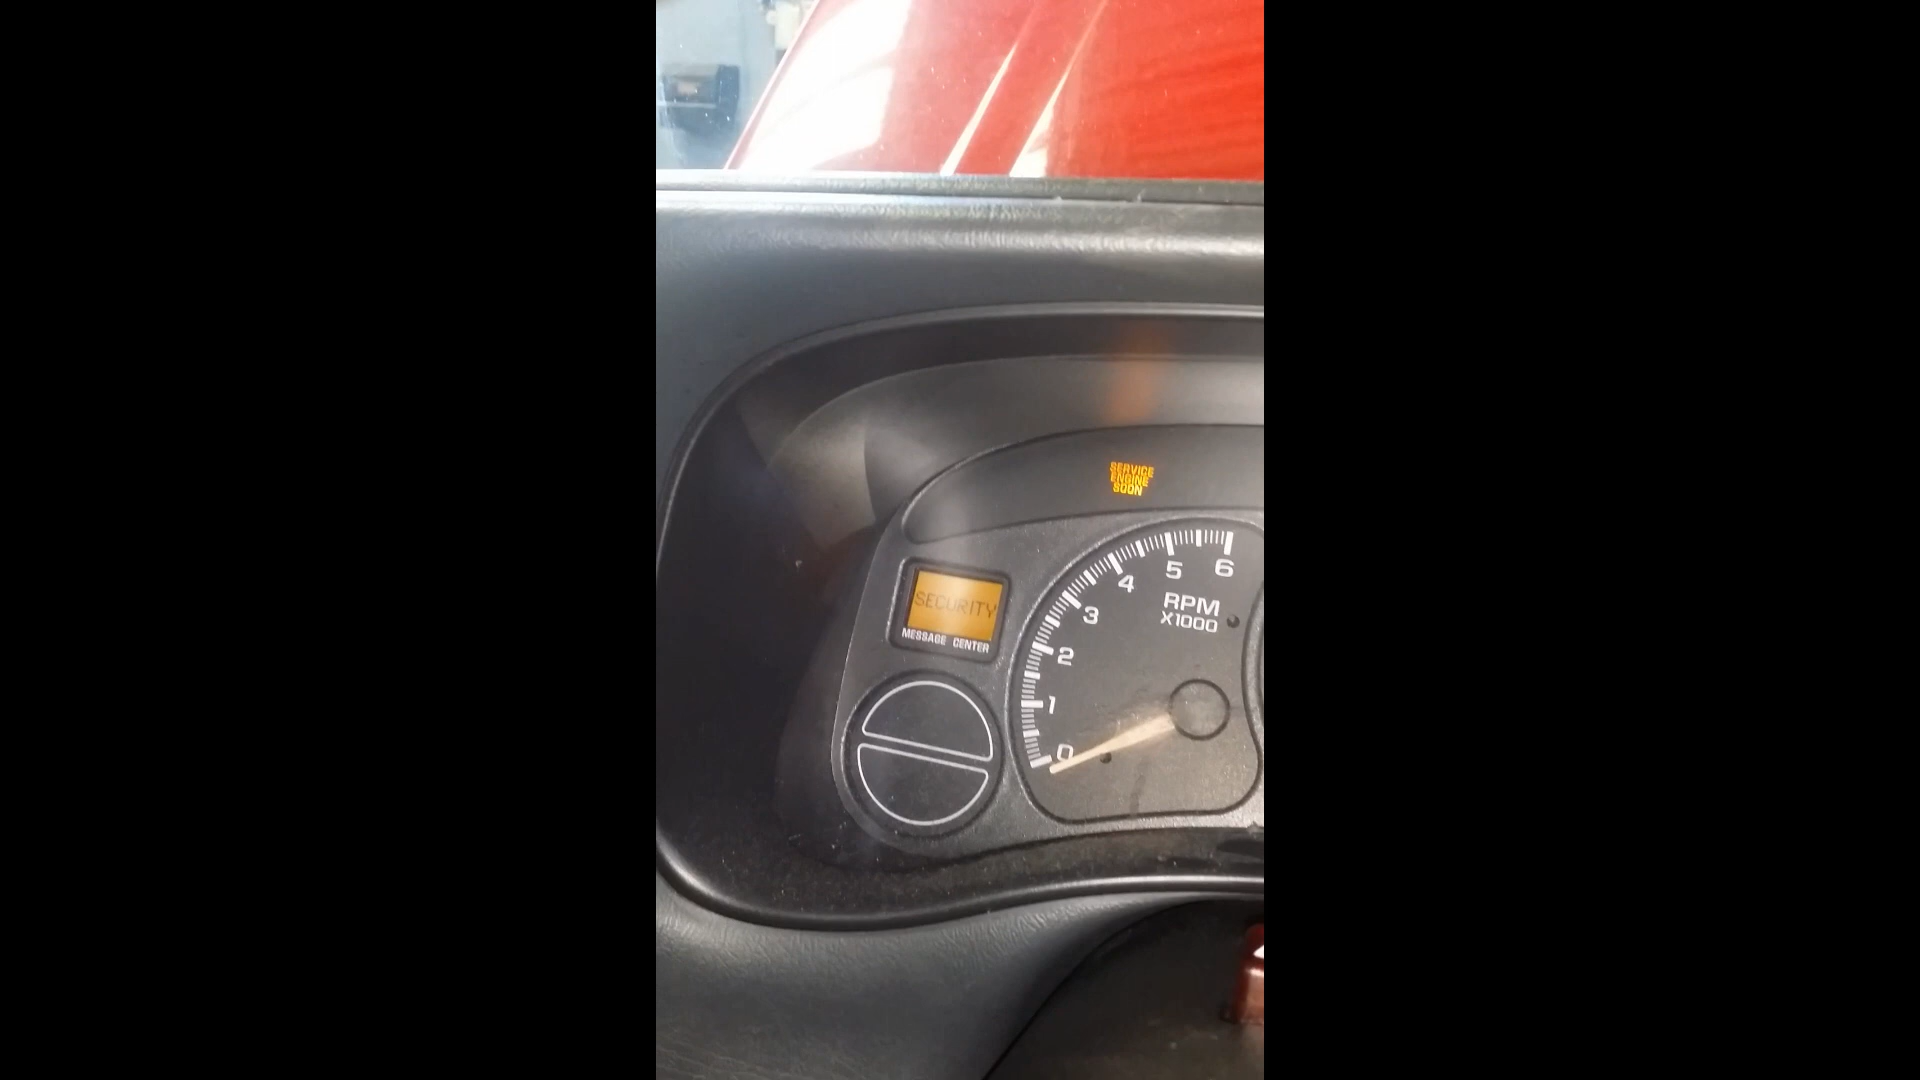 SERVICE
ENGINE
SOON
SECURITY
MESSAGE CENTER
6
5
4
3
2
1
0
RPM
X1000